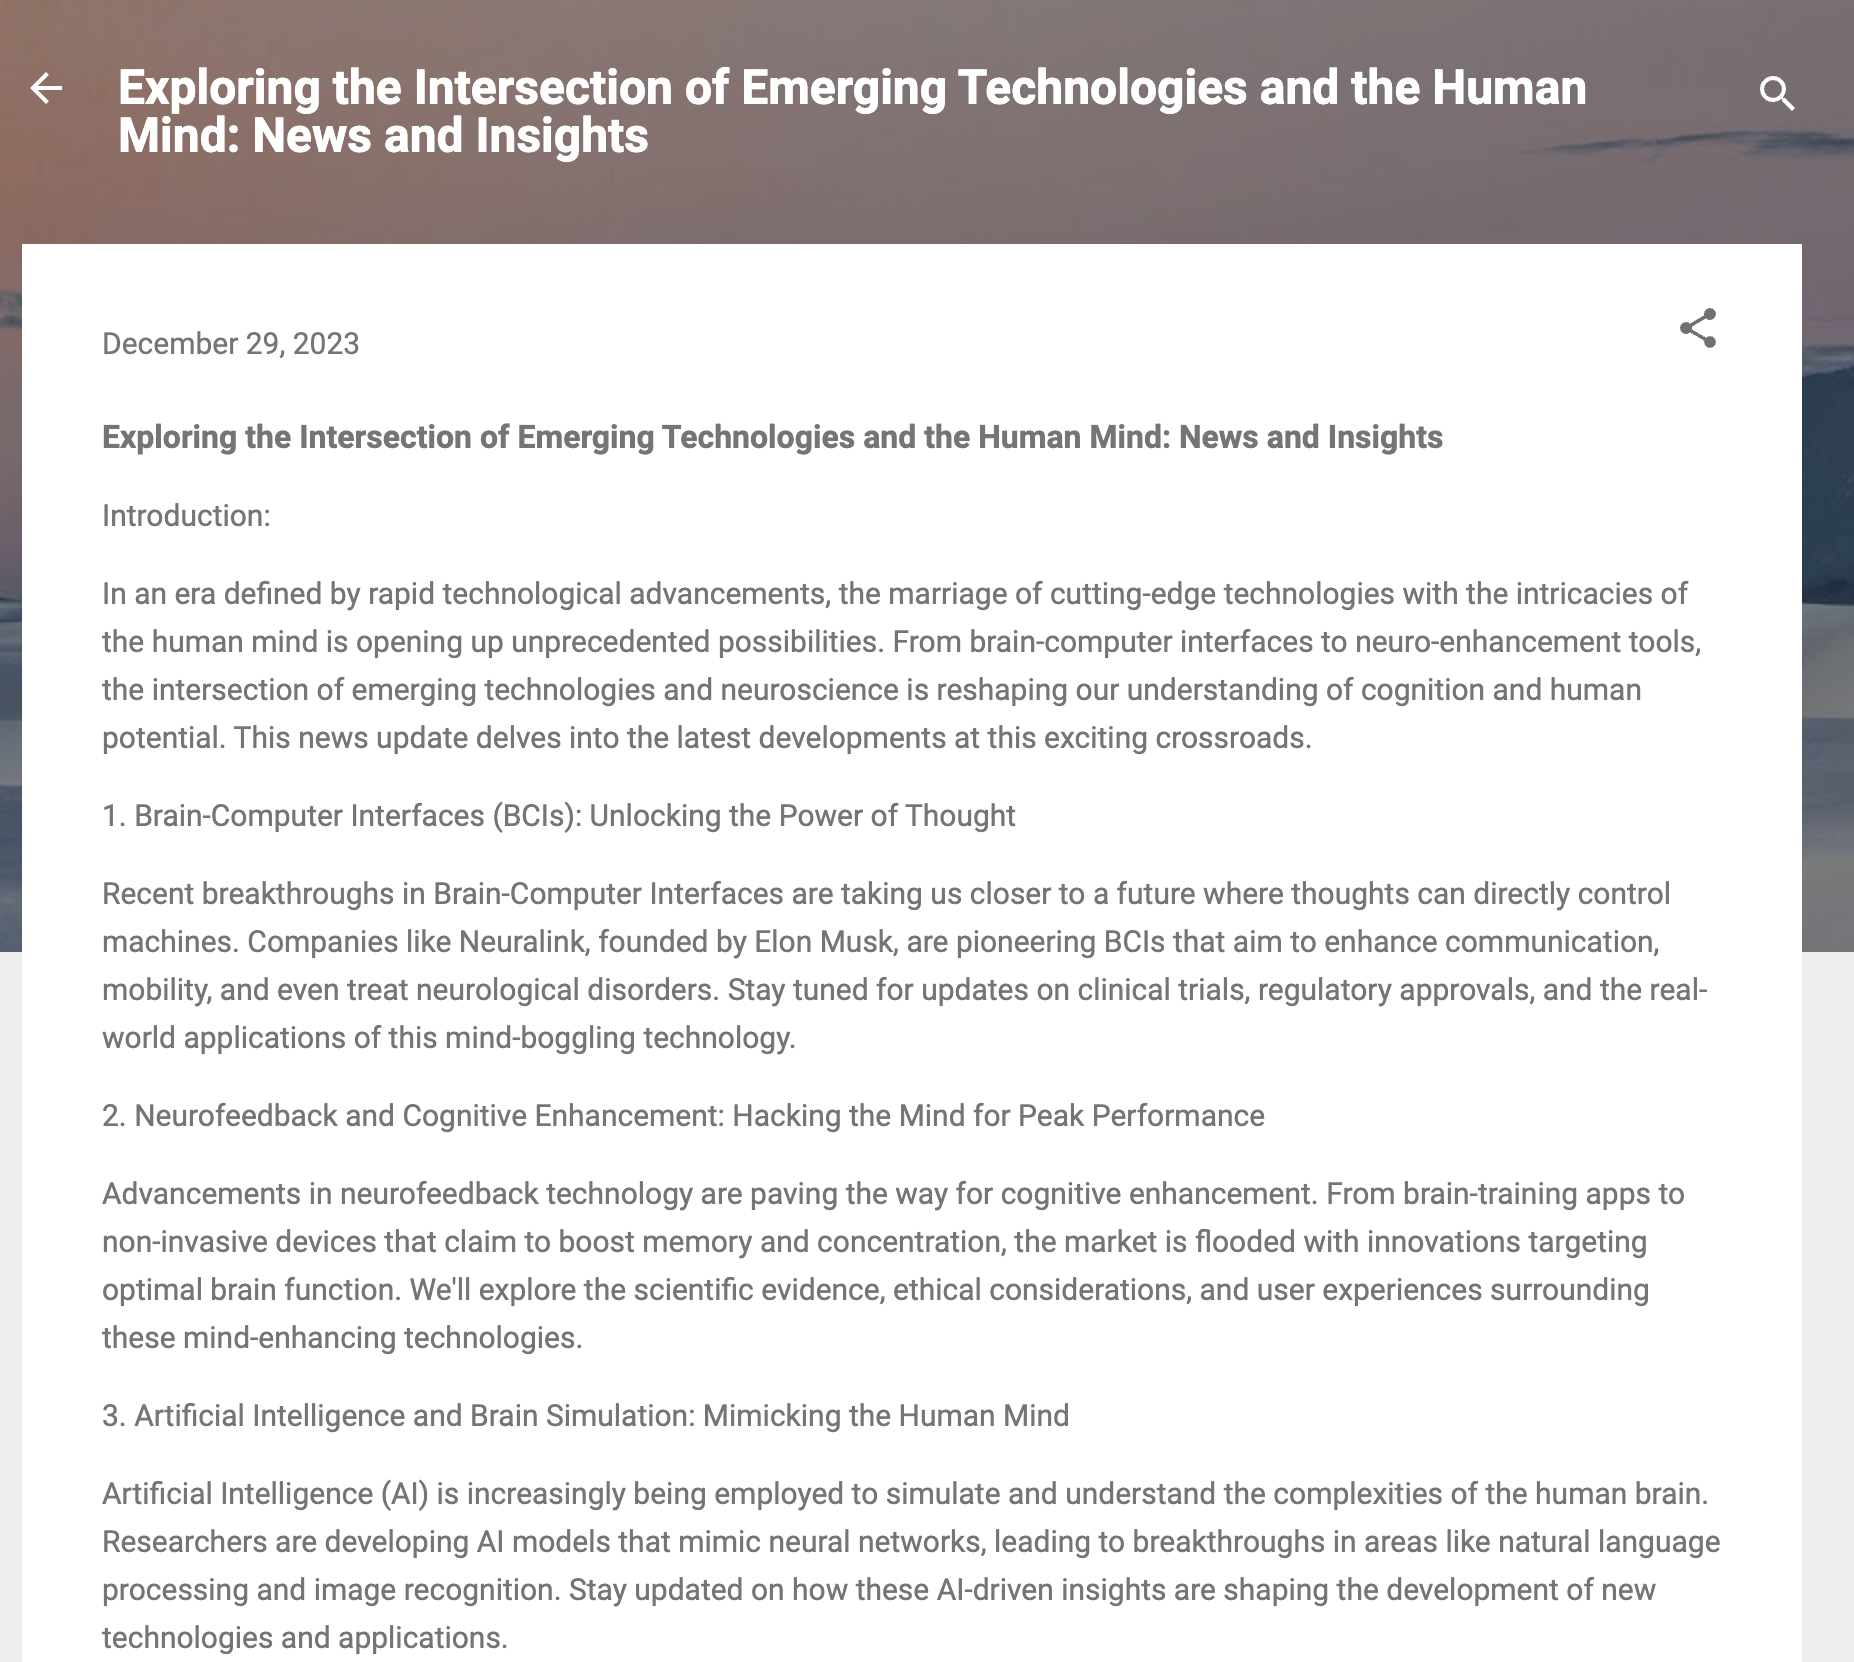 Exploring the Intersection of Emerging Technologies and the Human
Mind: News and Insights
December 29, 2023
Exploring the Intersection of Emerging Technologies and the Human Mind: News and Insights
Introduction:
In an era defined by rapid technological advancements, the marriage of cutting-edge technologies with the intricacies of
the human mind is opening up unprecedented possibilities. From brain-computer interfaces to neuro-enhancement tools,
the intersection of emerging technologies and neuroscience is reshaping our understanding of cognition and human
potential. This news update delves into the latest developments at this exciting crossroads.
1. Brain-Computer Interfaces (BCIs): Unlocking the Power of Thought
Recent breakthroughs in Brain-Computer Interfaces are taking us closer to a future where thoughts can directly control
machines. Companies like Neuralink, founded by Elon Musk, are pioneering BCIs that aim to enhance communication,
mobility, and even treat neurological disorders. Stay tuned for updates on clinical trials, regulatory approvals, and the real-
world applications of this mind-boggling technology.
2. Neurofeedback and Cognitive Enhancement: Hacking the Mind for Peak Performance
Advancements in neurofeedback technology are paving the way for cognitive enhancement. From brain-training apps to
non-invasive devices that claim to boost memory and concentration, the market is flooded with innovations targeting
optimal brain function. We'll explore the scientific evidence, ethical considerations, and user experiences surrounding
these mind-enhancing technologies.
3. Artificial Intelligence and Brain Simulation: Mimicking the Human Mind
Artificial Intelligence (AI) is increasingly being employed to simulate and understand the complexities of the human brain.
Researchers are developing AI models that mimic neural networks, leading to breakthroughs in areas like natural language
processing and image recognition. Stay updated on how these AI-driven insights are shaping the development of new
technologies and applications.